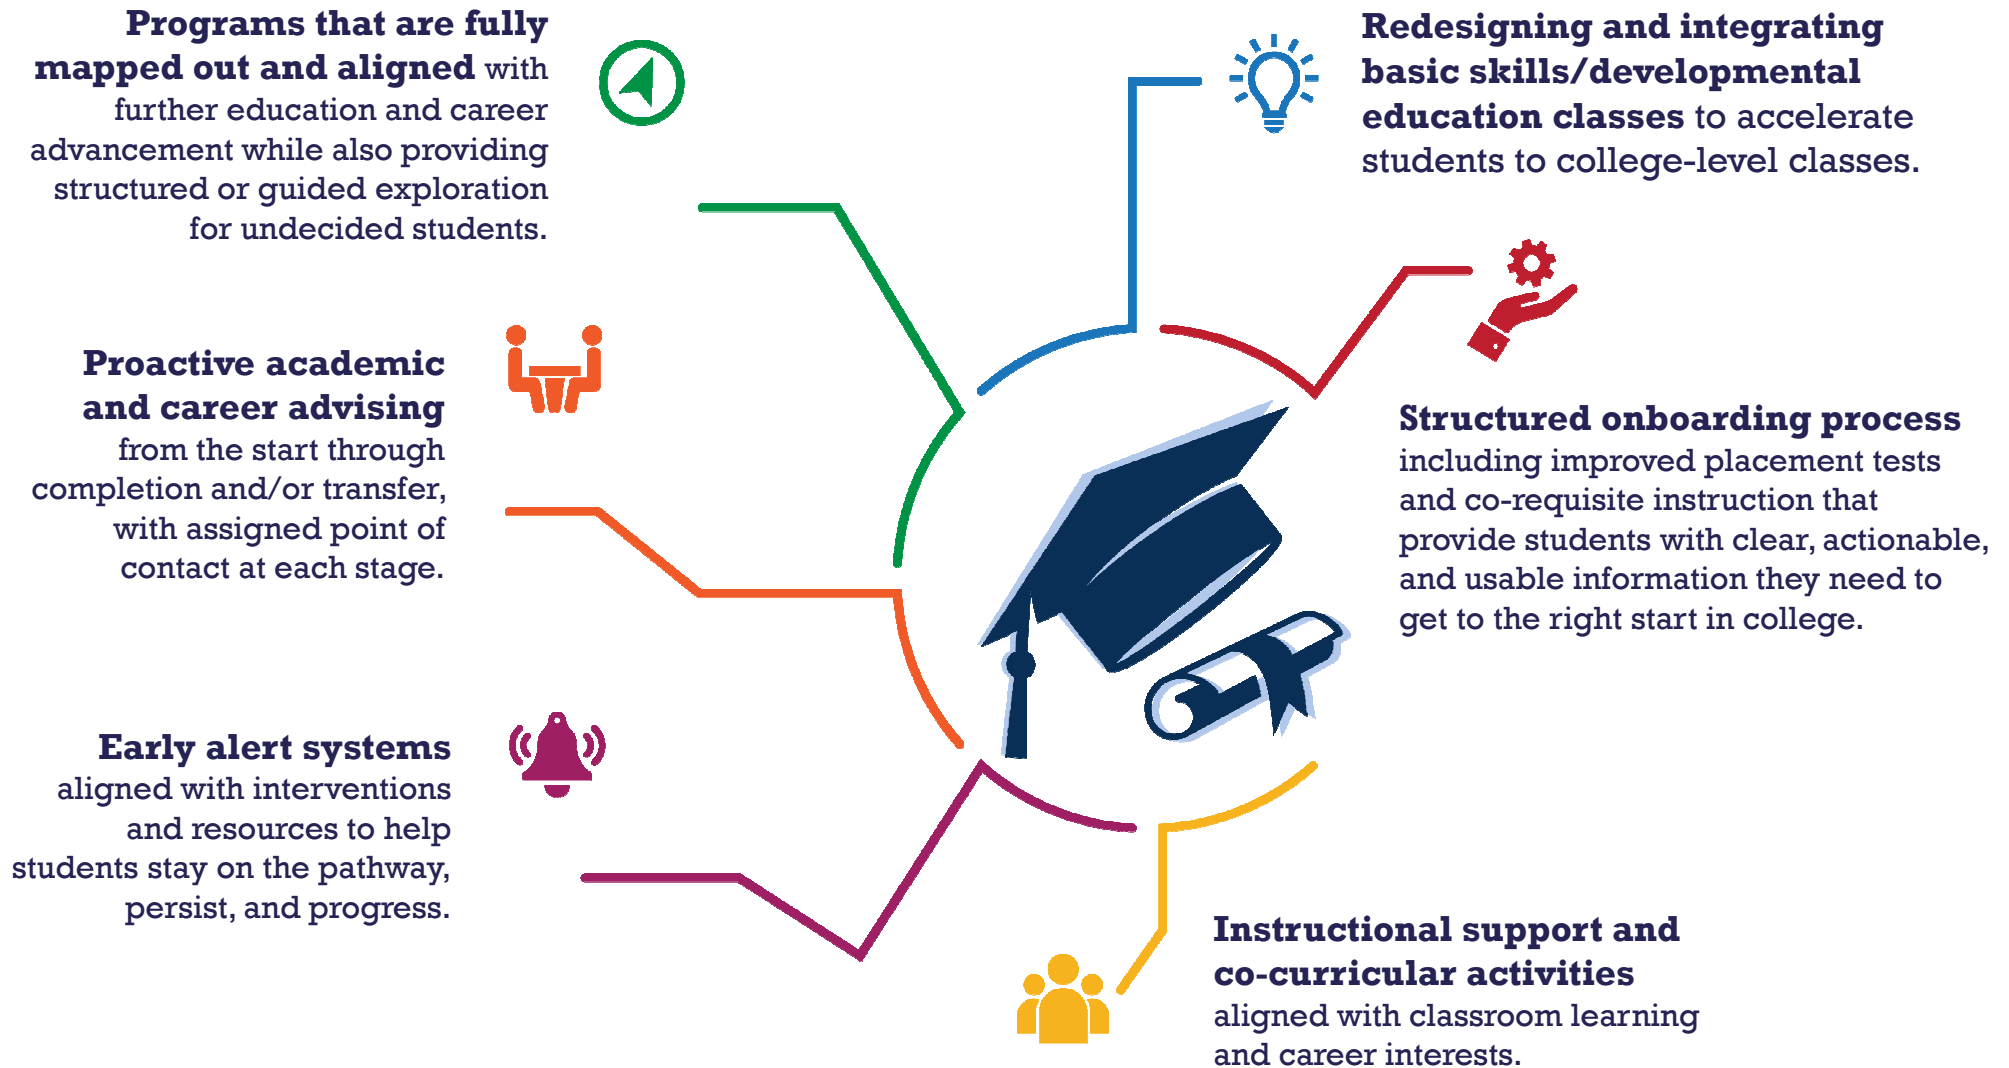 Programs that are fully
mapped out and aligned with
further education and career
advancement while also providing
structured or guided exploration
for undecided students.
Redesigning and integrating
basic skills/developmental
education classes to accelerate
students to college-level classes.
Proactive academic
and career advising
from the start through
completion and/or transfer,
with assigned point of
contact at each stage.
Structured onboarding process
including improved placement tests
and co-requisite instruction that
provide students with clear, actionable,
and usable information they need to
get to the right start in college.
Early alert systems
aligned with interventions
and resources to help
students stay on the pathway,
persist, and progress.
Instructional support and
co-curricular activities
aligned with classroom learning
and career interests.